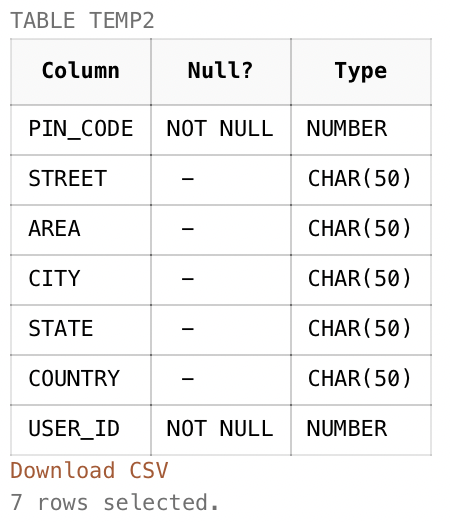 TABLE TEMP2
Column Null? Type
PIN_CODE NOT NULL NUMBER
STREET – CHAR(50)
AREA – CHAR(50)
CITY – CHAR(50)
STATE – CHAR(50)
COUNTRY – CHAR(50)
USER_ID NOT NULL NUMBER
Download CSV
7 rows selected.